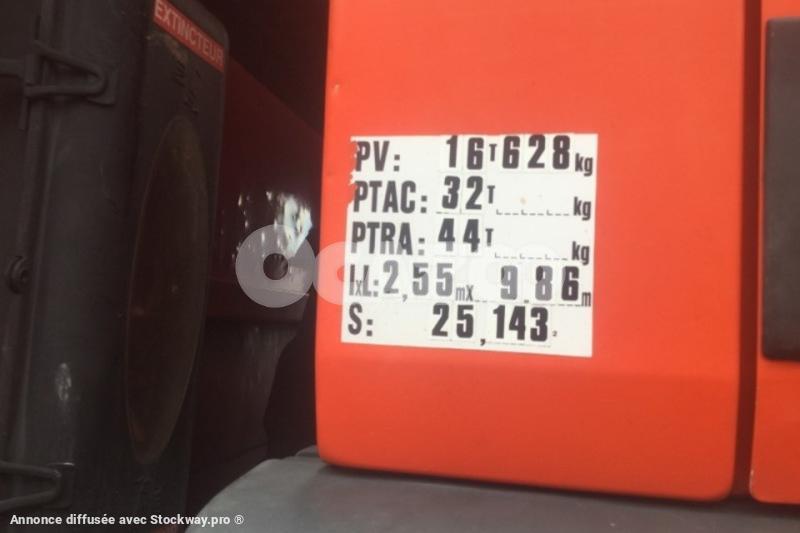 EXTINCTEUR
PV: 16T628kg
PTAC: 32T kg
PTRA: 44T kg
lxL: 2,55mx 9.86m
S: 25,143 2
Annonce diffusée avec Stockway.pro ®